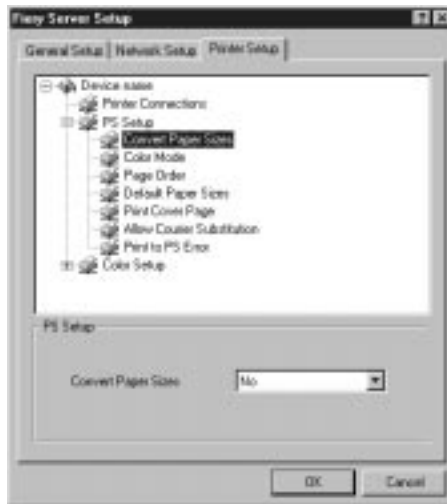 Fiery Server Setup
General Setup Network Setup Printer Setup
Device name
Printer Connections
PS Setup
Convert Paper Sizes
Color Mode
Page Order
Default Paper Sizes
Print Cover Page
Allow Courier Substitution
Print to PS Error
Color Setup
PS Setup
Convert Paper Sizes No
OK Cancel